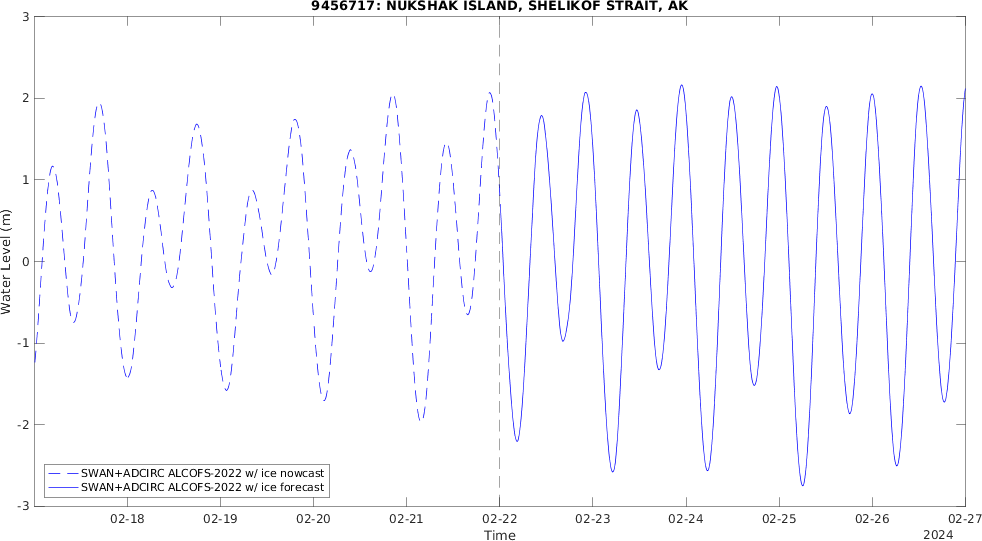 9456717: NUKSHAK ISLAND, SHELIKOF STRAIT, AK
3
2
1
0
-1
-2
-3
Water Level (m)
SWAN+ADCIRC ALCOFS-2022 w/ ice nowcast
SWAN+ADCIRC ALCOFS-2022 w/ ice forecast
02-18 02-19 02-20 02-21 02-22 02-23 02-24 02-25 02-26 02-27
Time
2024